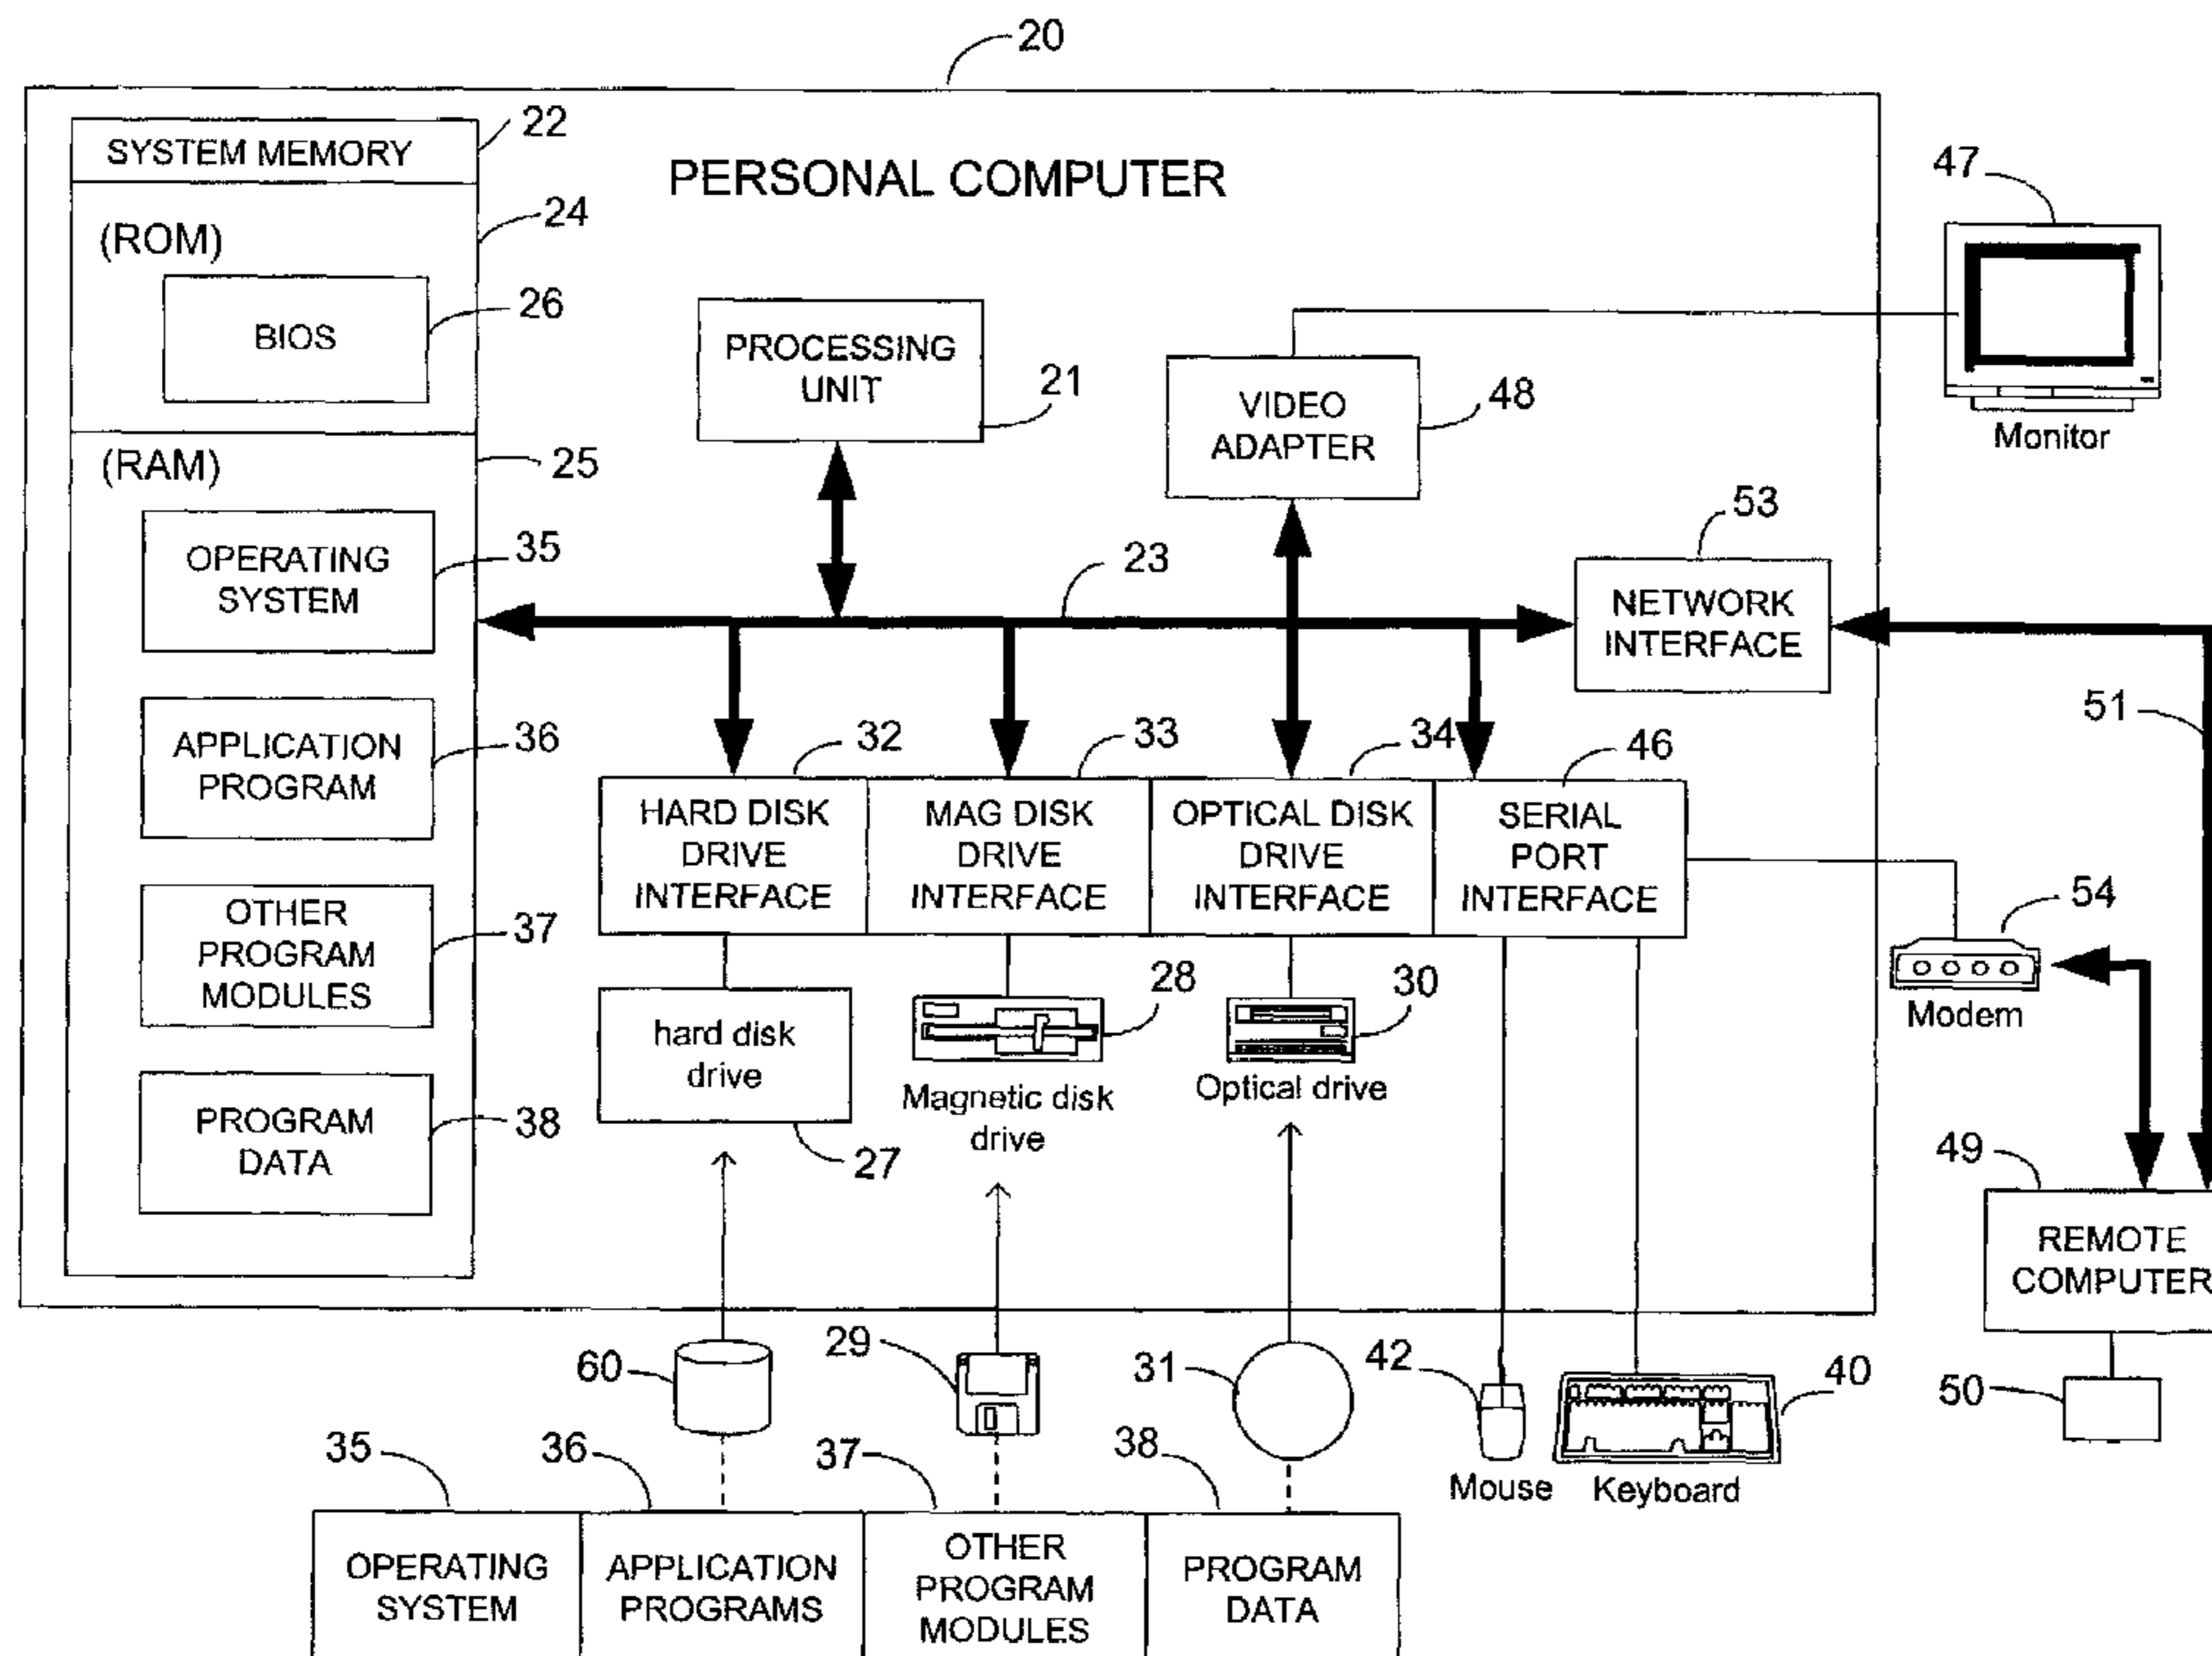 20
SYSTEM MEMORY
22
PERSONAL COMPUTER
47
(ROM)
24
BIOS
26
PROCESSING
UNIT
21
VIDEO
ADAPTER
48
Monitor
(RAM)
25
OPERATING
SYSTEM
35
23
53
NETWORK
INTERFACE
51
APPLICATION
PROGRAM
36
32
33
34
46
HARD DISK
DRIVE
INTERFACE
MAG DISK
DRIVE
INTERFACE
OPTICAL DISK
DRIVE
INTERFACE
SERIAL
PORT
INTERFACE
OTHER
PROGRAM
MODULES
37
54
Modem
hard disk
drive
27
28
Magnetic disk
drive
30
Optical drive
PROGRAM
DATA
38
49
REMOTE
COMPUTER
50
60
29
31
42
Mouse
40
Keyboard
35
36
37
38
OPERATING
SYSTEM
APPLICATION
PROGRAMS
OTHER
PROGRAM
MODULES
PROGRAM
DATA